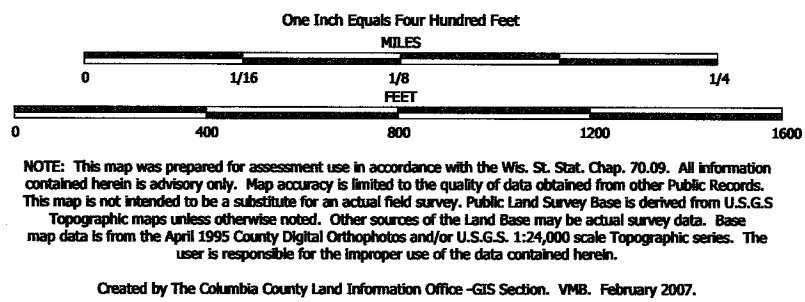 One Inch Equals Four Hundred Feet
MILES
0 1/16 1/8 1/4
FEET
0 400 800 1200 1600
NOTE: This map was prepared for assessment use in accordance with the Wis. St. Stat. Chap. 70.09. All information
contained herein is advisory only. Map accuracy is limited to the quality of data obtained from other Public Records.
This map is not intended to be a substitute for an actual field survey. Public Land Survey Base is derived from U.S.G.S
Topographic maps unless otherwise noted. Other sources of the Land Base may be actual survey data. Base
map data is from the April 1995 County Digital Orthophotos and/or U.S.G.S. 1:24,000 scale Topographic series. The
user is responsible for the improper use of the data contained herein.
Created by The Columbia County Land Information Office -GIS Section. VMB. February 2007.